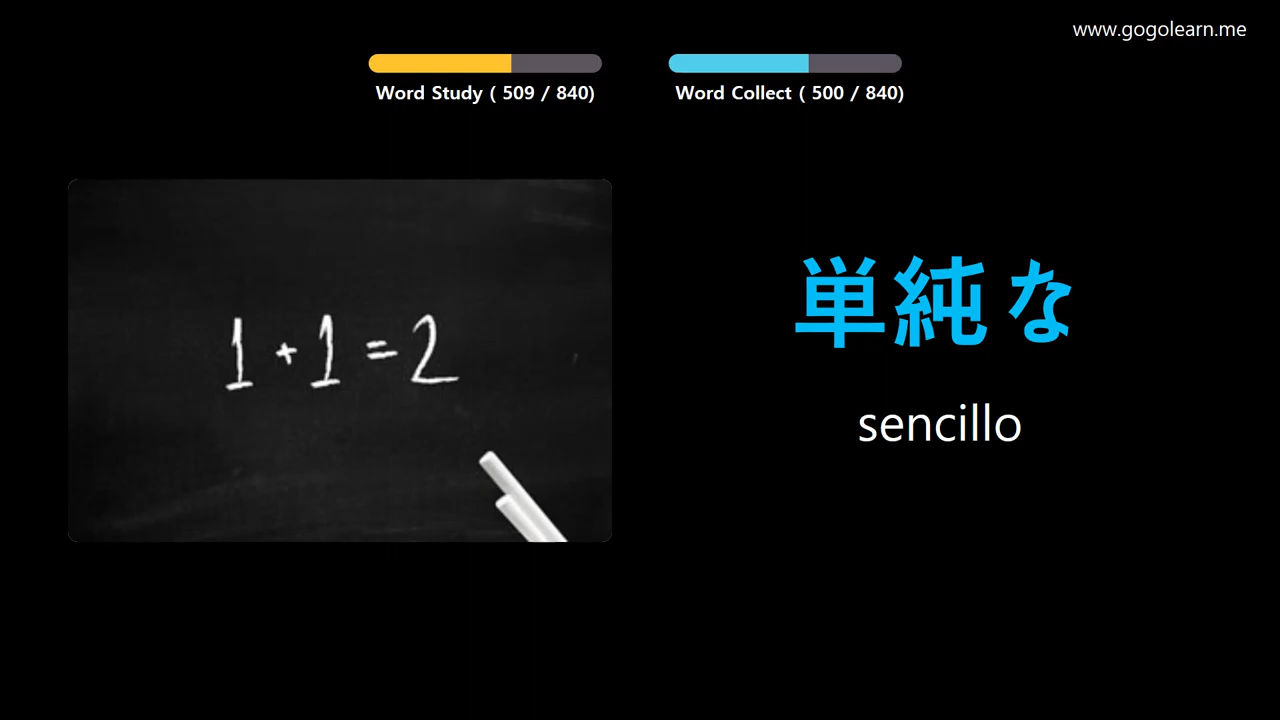 www.gogolearn.me
Word Study ( 509 / 840)
Word Collect ( 500 / 840)
1 + 1 = 2
単純な
sencillo